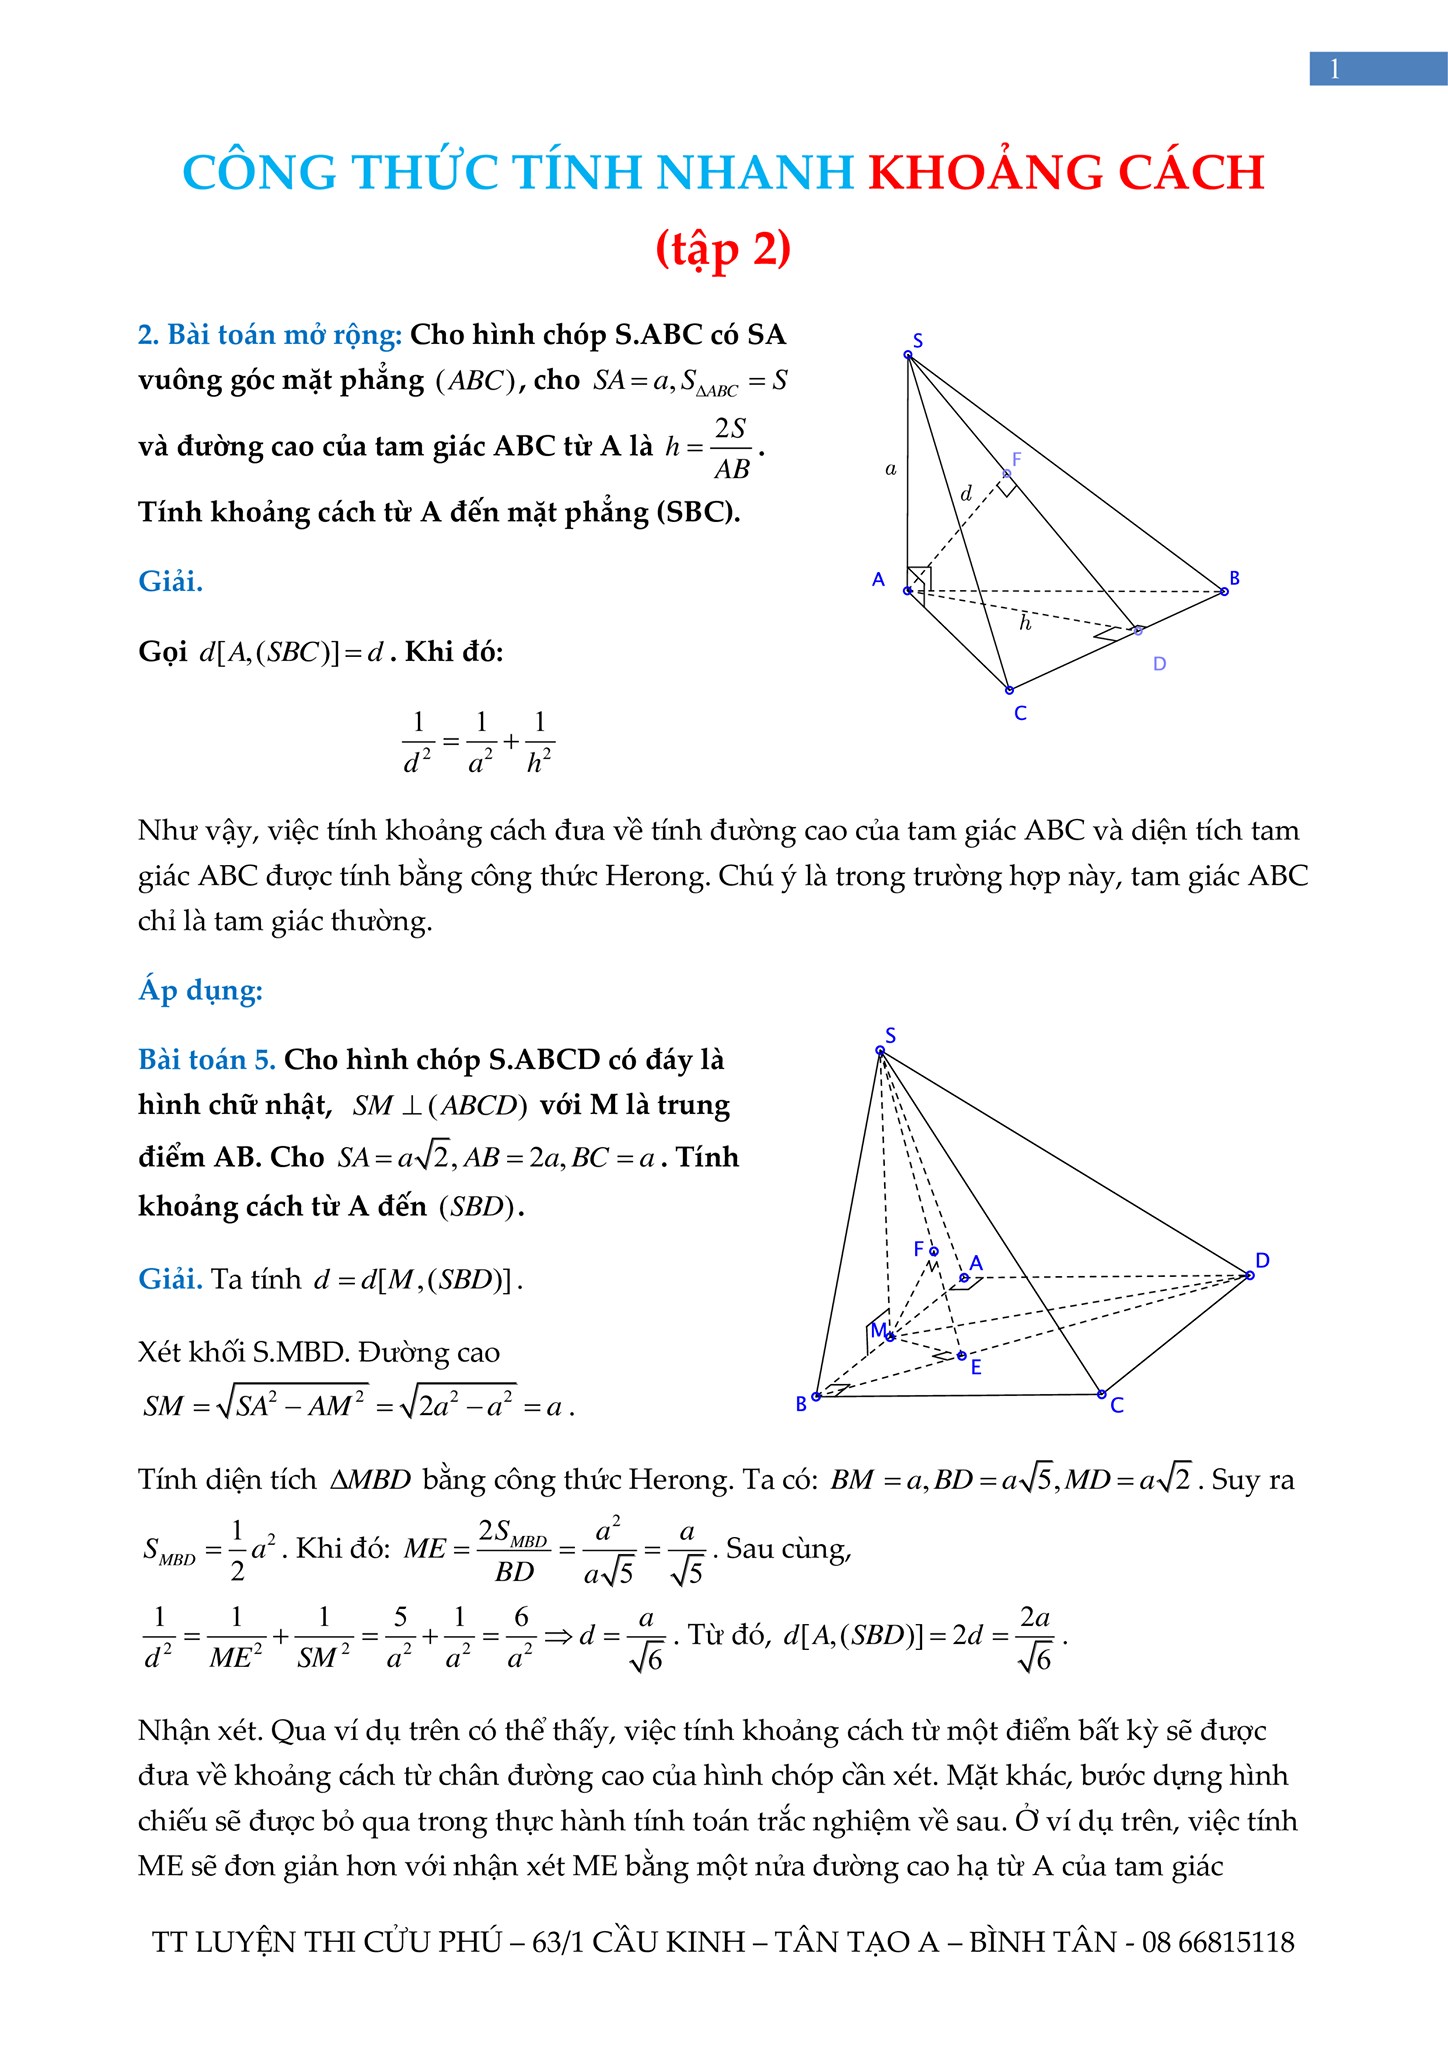 1
CÔNG THỨC TÍNH NHANH KHOẢNG CÁCH
(tập 2)
2. Bài toán mở rộng: Cho hình chóp S.ABC có SA
vuông góc mặt phẳng (ABC), cho SA = a, S_{ΔABC} = S
và đường cao của tam giác ABC từ A là h = \frac{2S}{AB}.
Tính khoảng cách từ A đến mặt phẳng (SBC).
S
F
a
d
A
B
h
D
C
Giải.
Gọi d[A,(SBC)] = d. Khi đó:
\frac{1}{d^2} = \frac{1}{a^2} + \frac{1}{h^2}
Như vậy, việc tính khoảng cách đưa về tính đường cao của tam giác ABC và diện tích tam
giác ABC được tính bằng công thức Herong. Chú ý là trong trường hợp này, tam giác ABC
chỉ là tam giác thường.
Áp dụng:
Bài toán 5. Cho hình chóp S.ABCD có đáy là
hình chữ nhật, SM ⊥ (ABCD) với M là trung
điểm AB. Cho SA = a√2, AB = 2a, BC = a. Tính
khoảng cách từ A đến (SBD).
S
F
A
D
M
E
B
C
Giải. Ta tính d = d[M,(SBD)].
Xét khối S.MBD. Đường cao
SM = \sqrt{SA^2 - AM^2} = \sqrt{2a^2 - a^2} = a.
Tính diện tích ΔMBD bằng công thức Herong. Ta có: BM = a, BD = a√5, MD = a√2. Suy ra
S_{MBD} = \frac{1}{2}a^2. Khi đó: ME = \frac{2S_{MBD}}{BD} = \frac{a^2}{a\sqrt{5}} = \frac{a}{\sqrt{5}}. Sau cùng,
\frac{1}{d^2} = \frac{1}{ME^2} + \frac{1}{SM^2} = \frac{5}{a^2} + \frac{1}{a^2} = \frac{6}{a^2} ⇒ d = \frac{a}{\sqrt{6}}. Từ đó, d[A,(SBD)] = 2d = \frac{2a}{\sqrt{6}}.
Nhận xét. Qua ví dụ trên có thể thấy, việc tính khoảng cách từ một điểm bất kỳ sẽ được
đưa về khoảng cách từ chân đường cao của hình chóp cần xét. Mặt khác, bước dựng hình
chiếu sẽ được bỏ qua trong thực hành tính toán trắc nghiệm về sau. Ở ví dụ trên, việc tính
ME sẽ đơn giản hơn với nhận xét ME bằng một nửa đường cao hạ từ A của tam giác
TT LUYỆN THI CỬU PHÚ – 63/1 CẦU KINH – TÂN TẠO A – BÌNH TÂN - 08 66815118